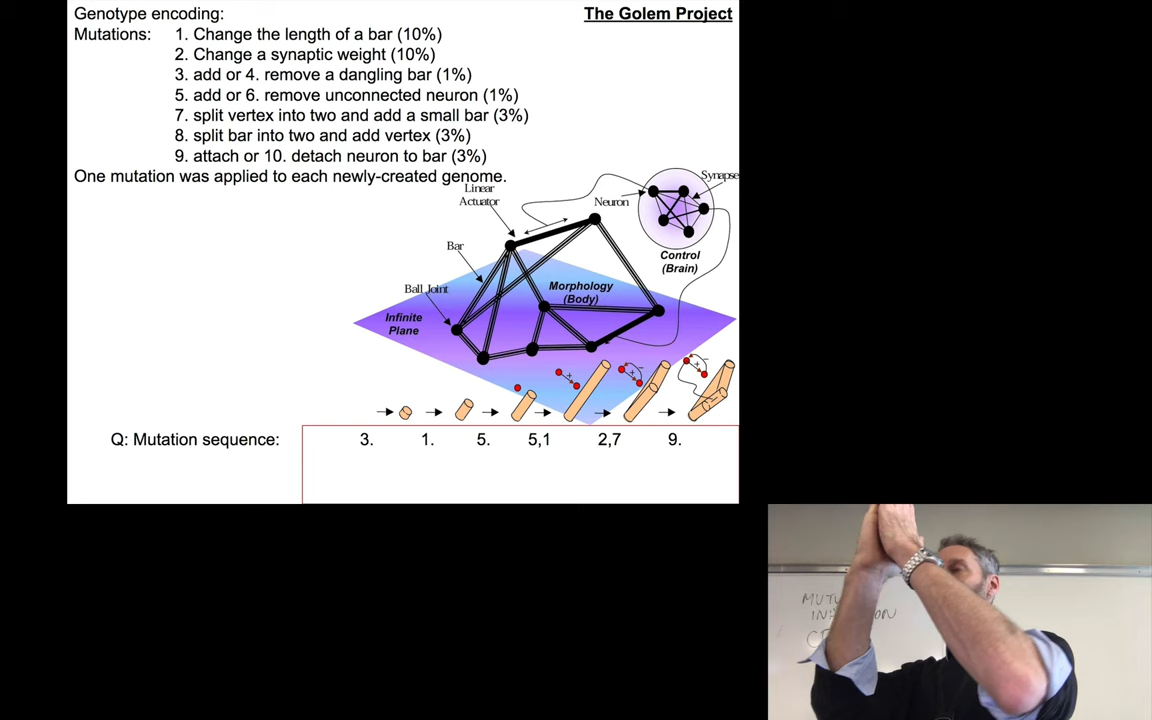 Genotype encoding:
The Golem Project
Mutations: 1. Change the length of a bar (10%)
2. Change a synaptic weight (10%)
3. add or 4. remove a dangling bar (1%)
5. add or 6. remove unconnected neuron (1%)
7. split vertex into two and add a small bar (3%)
8. split bar into two and add vertex (3%)
9. attach or 10. detach neuron to bar (3%)
One mutation was applied to each newly-created genome.
Linear
Actuator
Neuron
Synapse
Bar
Control
(Brain)
Ball Joint
Morphology
(Body)
Infinite
Plane
+
+ −
+ −
Q: Mutation sequence: 3. 1. 5. 5,1 2,7 9.